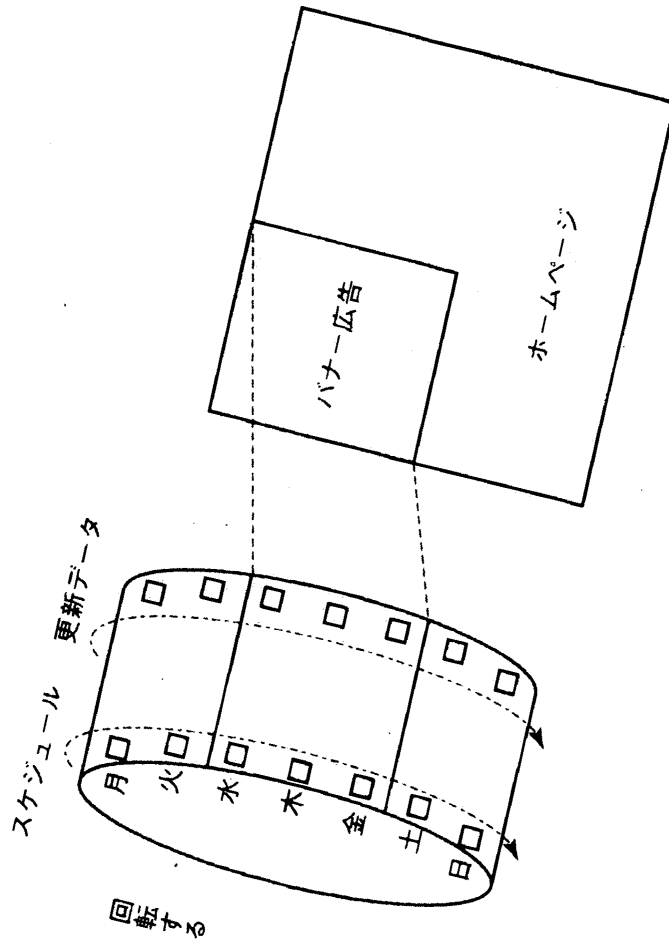 スケジュール
更新データ
月
火
水
木
金
土
日
回転する
バナー広告
ホームページ